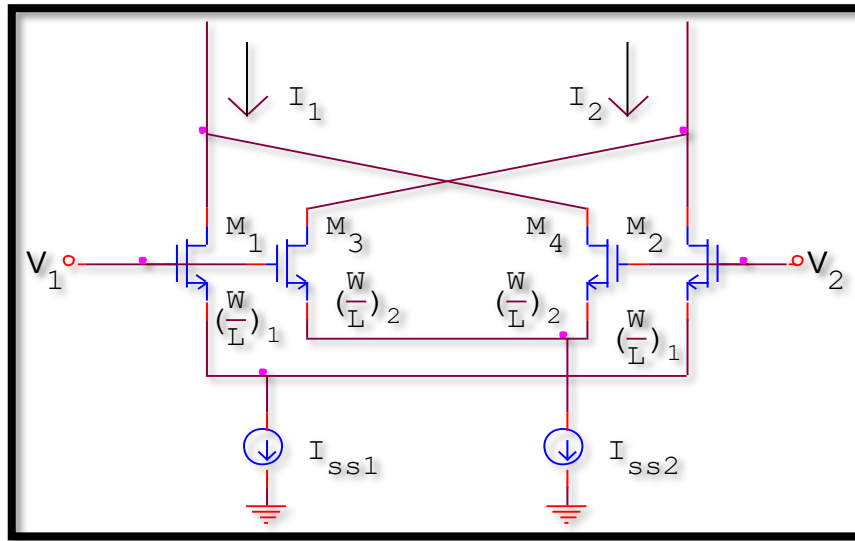 I1 I2
M1 M3 M4 M2
V1 V2
(W/L)1 (W/L)2 (W/L)2 (W/L)1
Iss1 Iss2